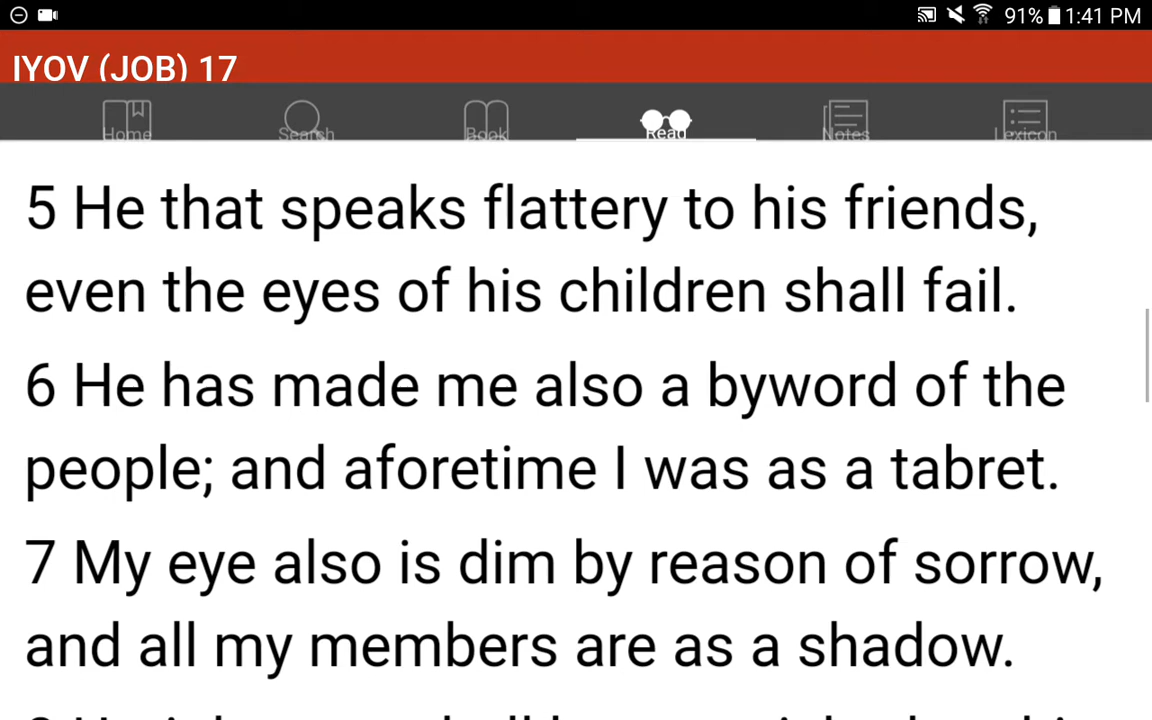 91% 1:41 PM
IYOV (JOB) 17
Home Search Book Read Notes Lexicon
5 He that speaks flattery to his friends,
even the eyes of his children shall fail.
6 He has made me also a byword of the
people; and aforetime I was as a tabret.
7 My eye also is dim by reason of sorrow,
and all my members are as a shadow.